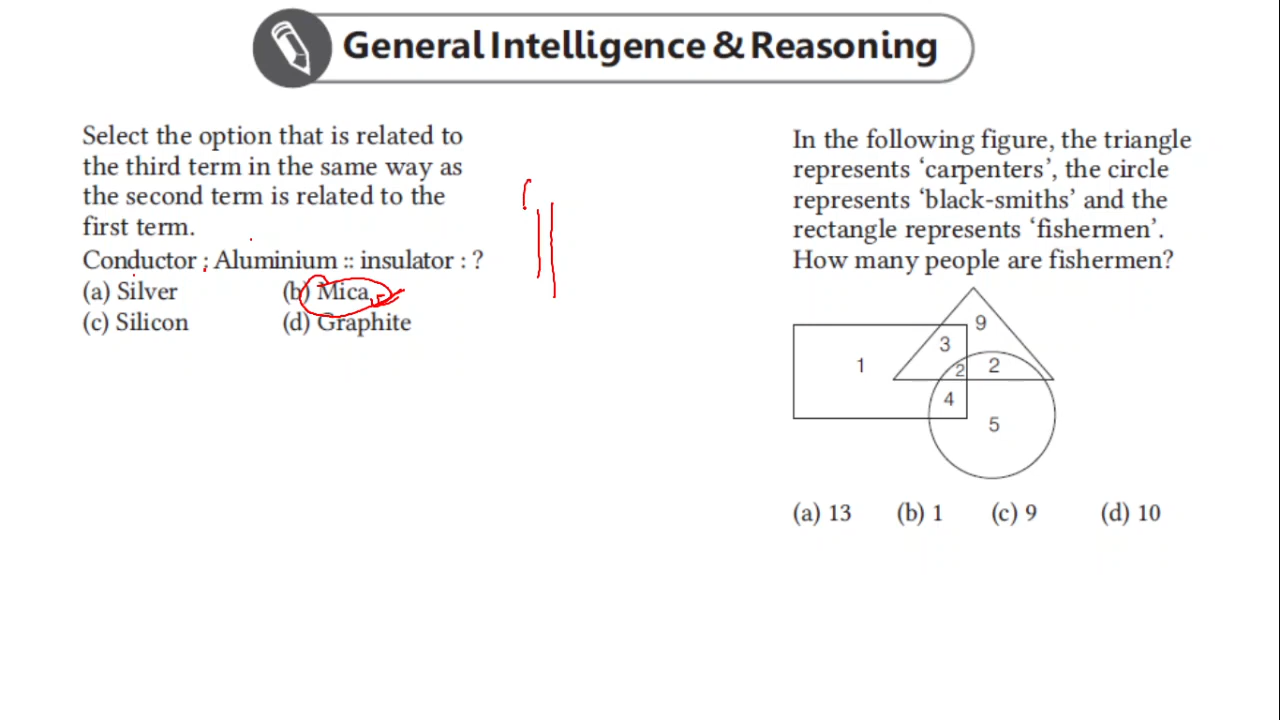 General Intelligence & Reasoning
Select the option that is related to
the third term in the same way as
the second term is related to the
first term.
Conductor : Aluminium :: insulator : ?
(a) Silver (b) Mica
(c) Silicon (d) Graphite
In the following figure, the triangle
represents ‘carpenters’, the circle
represents ‘black-smiths’ and the
rectangle represents ‘fishermen’.
How many people are fishermen?
9
3
1 2 2
4
5
(a) 13 (b) 1 (c) 9 (d) 10